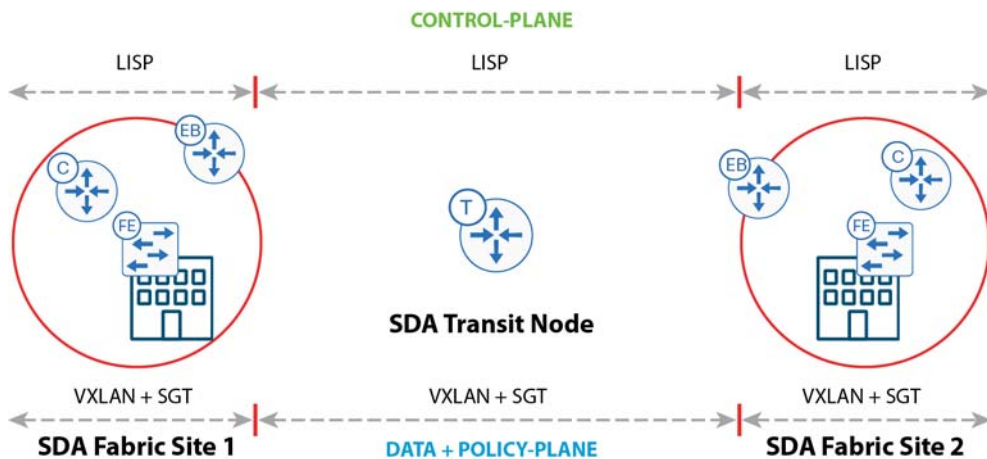 CONTROL-PLANE
LISP
LISP
LISP
EB
C
FE
T
EB
C
FE
SDA Transit Node
VXLAN + SGT
VXLAN + SGT
VXLAN + SGT
SDA Fabric Site 1
DATA + POLICY-PLANE
SDA Fabric Site 2